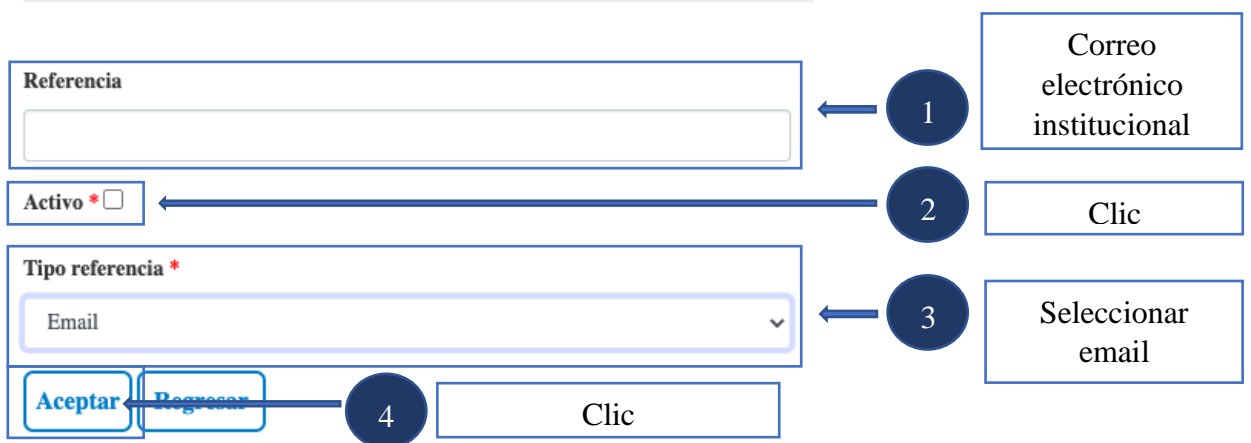 Referencia
1
Correo
electrónico
institucional
Activo *
2
Clic
Tipo referencia *
Email
3
Seleccionar
email
Aceptar
Regresar
4
Clic